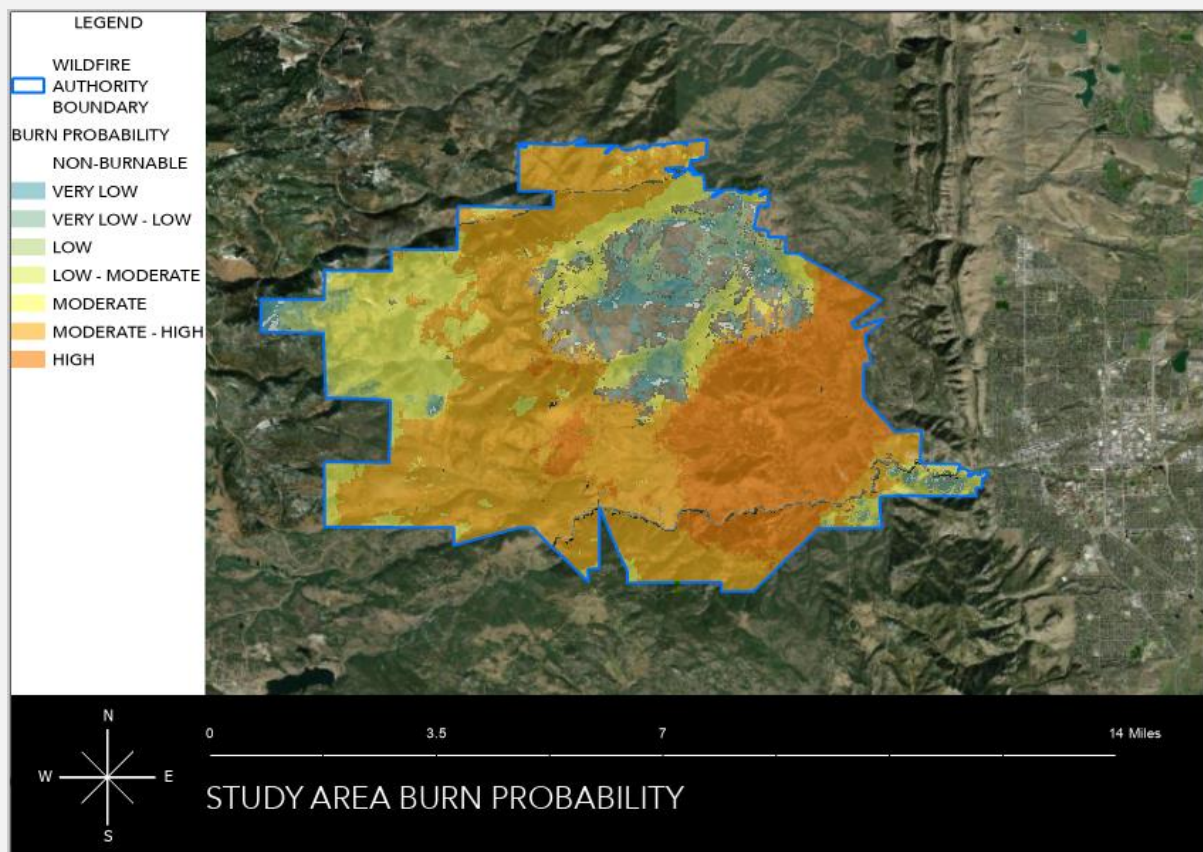 LEGEND
WILDFIRE
AUTHORITY
BOUNDARY
BURN PROBABILITY
NON-BURNABLE
VERY LOW
VERY LOW - LOW
LOW
LOW - MODERATE
MODERATE
MODERATE - HIGH
HIGH
N
W E
S
0 3.5 7 14 Miles
STUDY AREA BURN PROBABILITY